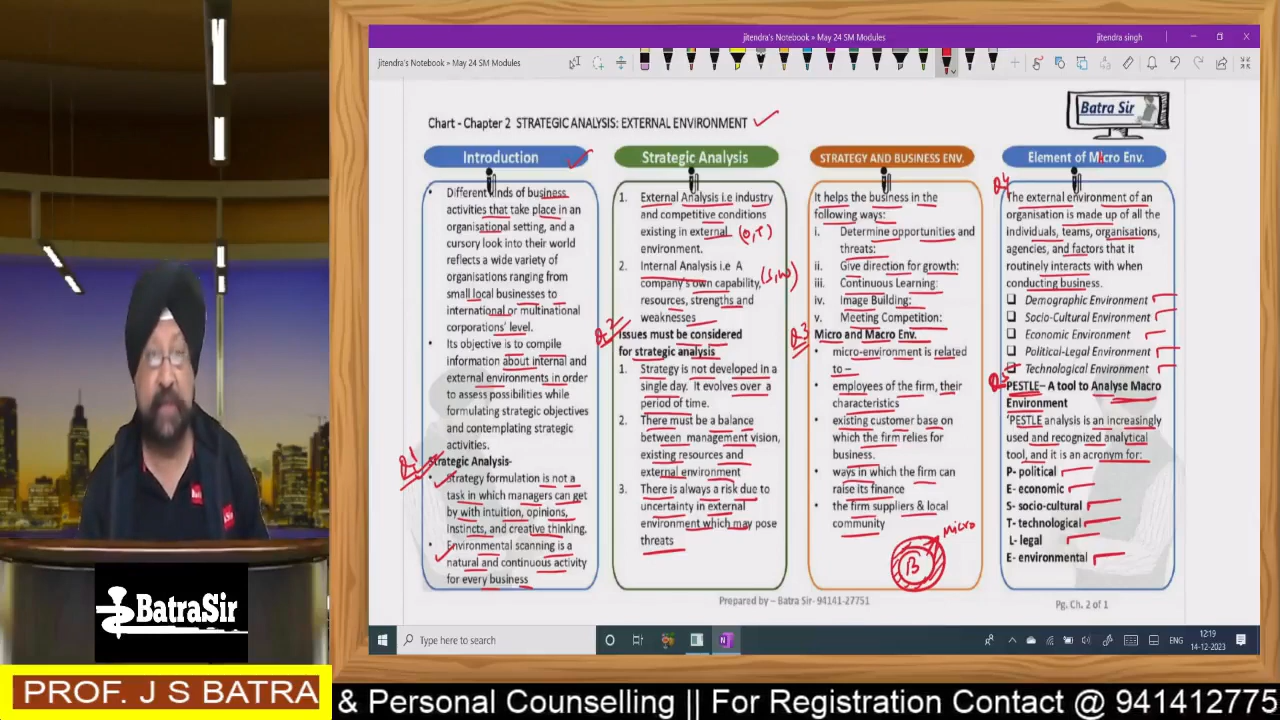 jitendra's Notebook » May 24 SM Modules
jitendra singh
jitendra's Notebook » May 24 SM Modules
Chart - Chapter 2 STRATEGIC ANALYSIS: EXTERNAL ENVIRONMENT
Batra Sir
Introduction
• Different kinds of business
activities that take place in an
organisational setting, and a
cursory look into their world
reflects a wide variety of
organisations ranging from
small local businesses to
international or multinational
corporations' level.
• Its objective is to compile
information about internal and
external environments in order
to assess possibilities while
formulating strategic objectives
and contemplating strategic
activities.
Q1
Strategic Analysis-
Strategy formulation is not a
task in which managers can get
by with intuition, opinions,
Instincts, and creative thinking.
Environmental scanning is a
natural and continuous activity
for every business
Strategic Analysis
1. External Analysis i.e industry
and competitive conditions
existing in external (O,T)
environment.
2. Internal Analysis i.e A
company's own capability, (S,W)
resources, strengths and
weaknesses
Q2
Issues must be considered
for strategic analysis
1. Strategy is not developed in a
single day. It evolves over a
period of time.
2. There must be a balance
between management vision,
existing resources and
external environment
3. There is always a risk due to
uncertainty in external
environment which may pose
threats
STRATEGY AND BUSINESS ENV.
It helps the business in the
following ways:
i. Determine opportunities and
threats:
ii. Give direction for growth:
iii. Continuous Learning:
iv. Image Building:
v. Meeting Competition:
Q3
Micro and Macro Env.
• micro-environment is related
to –
• employees of the firm, their
characteristics
• existing customer base on
which the firm relies for
business.
• ways in which the firm can
raise its finance
• the firm suppliers & local
community
Micro
B
Element of Micro Env.
Q4
The external environment of an
organisation is made up of all the
individuals, teams, organisations,
agencies, and factors that it
routinely interacts with when
conducting business.
Demographic Environment
Socio-Cultural Environment
Economic Environment
Political-Legal Environment
Technological Environment
Q5
PESTLE– A tool to Analyse Macro
Environment
'PESTLE analysis is an increasingly
used and recognized analytical
tool, and it is an acronym for:
P- political
E- economic
S- socio-cultural
T- technological
L- legal
E- environmental
Prepared by – Batra Sir- 94141-27751
Pg. Ch. 2 of 1
Type here to search
ENG
12:19
14-12-2023
BatraSir
PROF. J S BATRA
& Personal Counselling || For Registration Contact @ 941412775